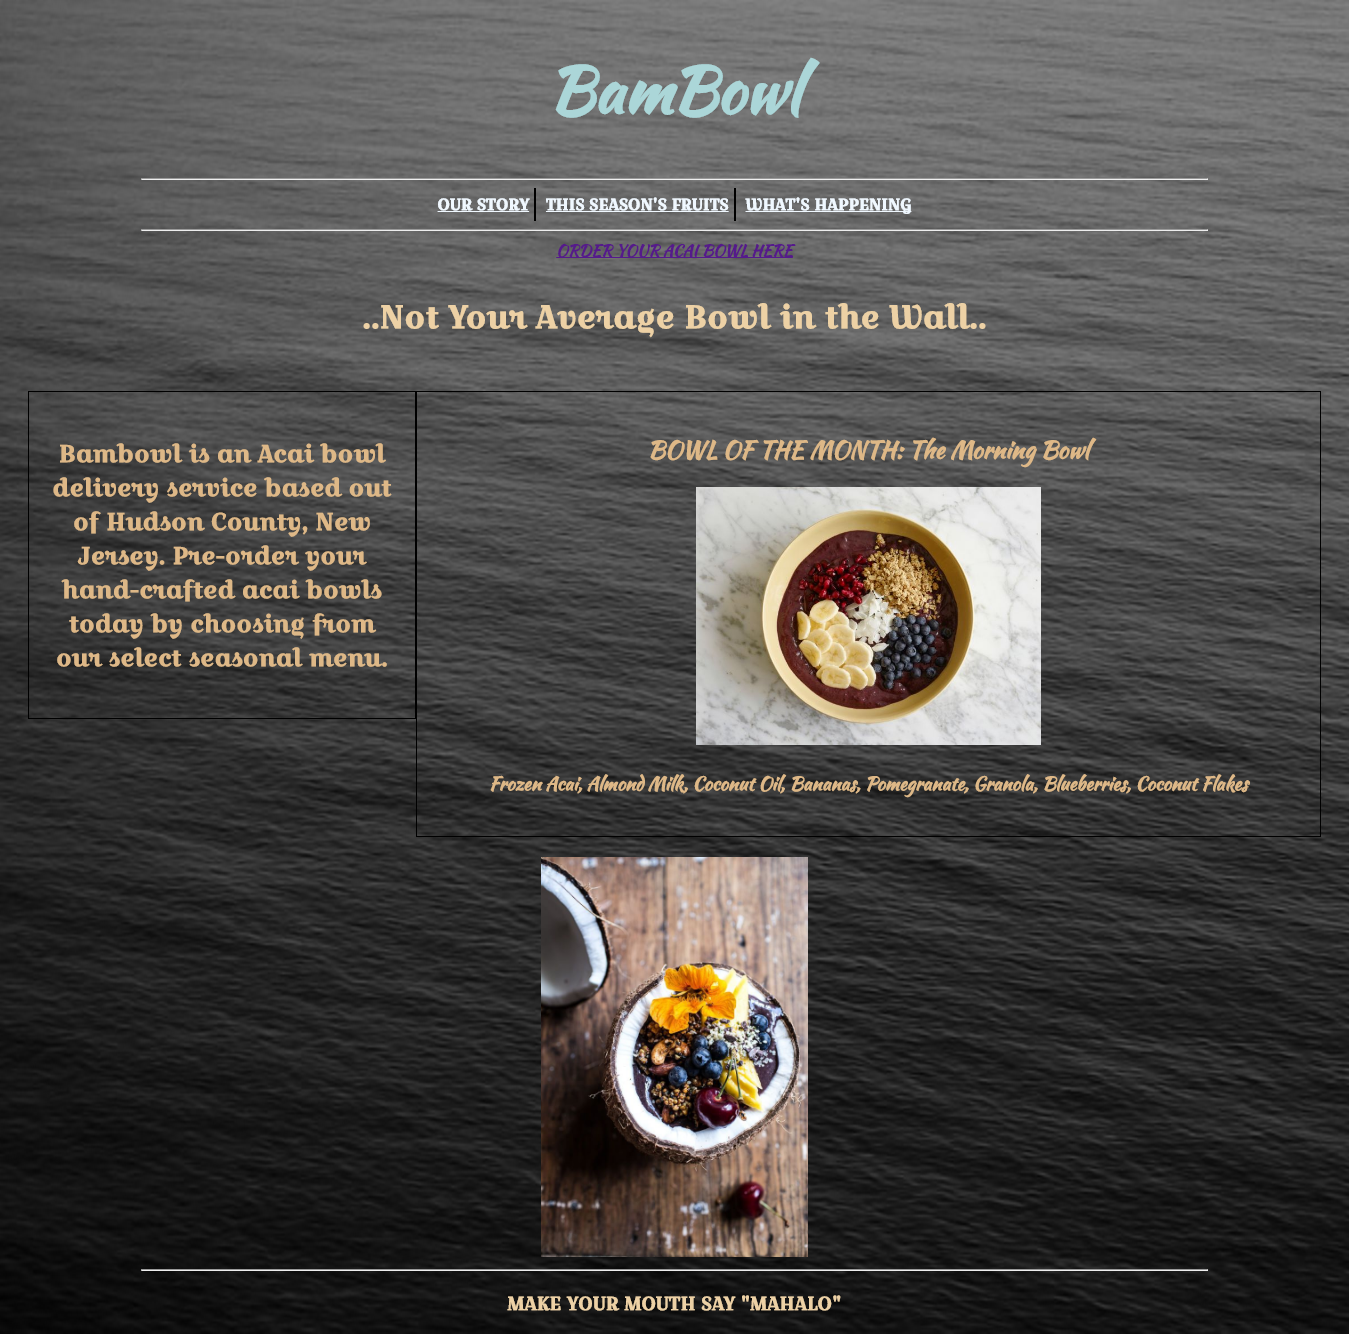 BamBowl
OUR STORY THIS SEASON'S FRUITS WHAT'S HAPPENING
ORDER YOUR ACAI BOWL HERE
..Not Your Average Bowl in the Wall..
Bambowl is an Acai bowl
delivery service based out
of Hudson County, New
Jersey. Pre-order your
hand-crafted acai bowls
today by choosing from
our select seasonal menu.
BOWL OF THE MONTH: The Morning Bowl
Frozen Acai, Almond Milk, Coconut Oil, Bananas, Pomegranate, Granola, Blueberries, Coconut Flakes
MAKE YOUR MOUTH SAY "MAHALO"